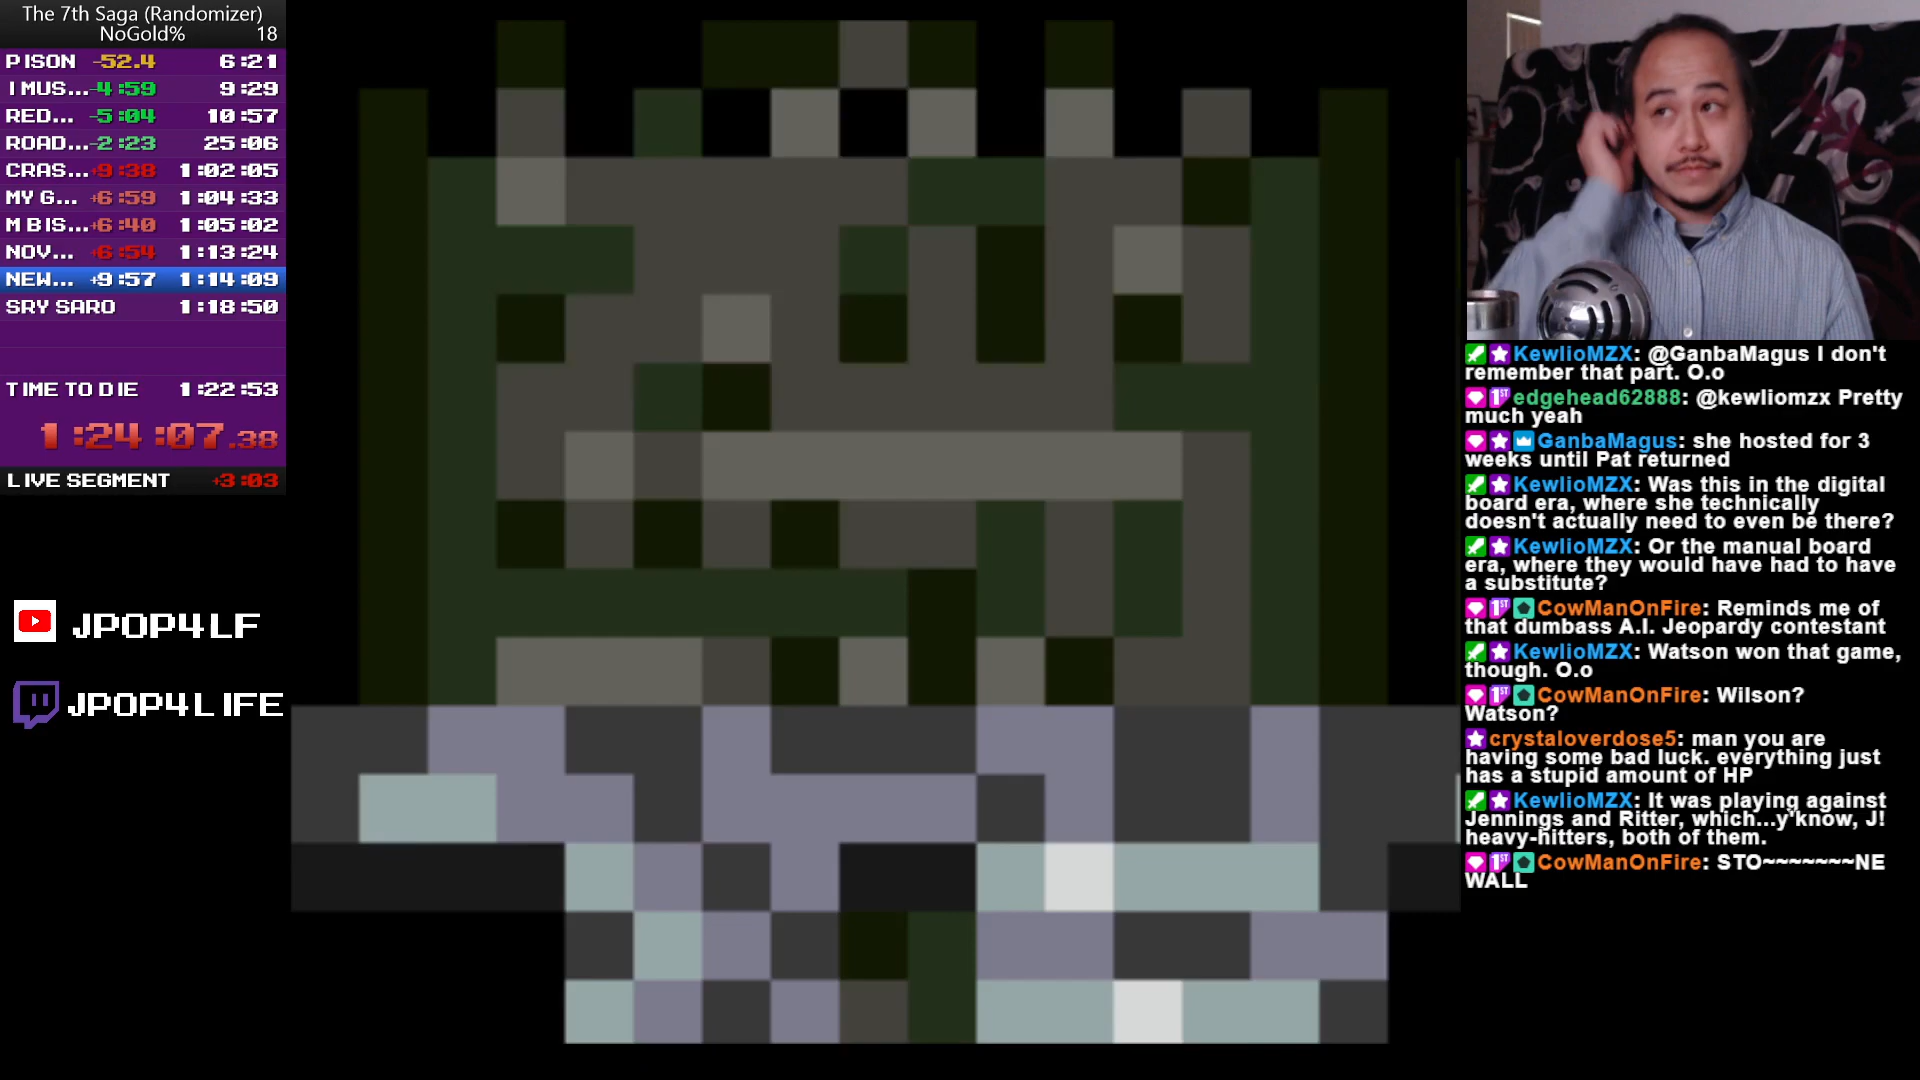 The 7th Saga (Randomizer)
NoGold% 18
PISON -52.4 6:21
I MUS... -4:59 9:29
RED... -5:04 10:57
ROAD... -2:23 25:06
CRAS... +9:38 1:02:05
MY G... +6:59 1:04:33
M BIS... +6:40 1:05:02
NOV... +6:54 1:13:24
NEW... +9:57 1:14:09
SRY SARO 1:18:50
TIME TO DIE 1:22:53
1:24:07.38
LIVE SEGMENT +3:03
JPOP4LF
JPOP4LIFE
KewlioMZX: @GanbaMagus I don't
remember that part. O.o
edgehead62888: @kewliomzx Pretty
much yeah
GanbaMagus: she hosted for 3
weeks until Pat returned
KewlioMZX: Was this in the digital
board era, where she technically
doesn't actually need to even be there?
KewlioMZX: Or the manual board
era, where they would have had to have
a substitute?
CowManOnFire: Reminds me of
that dumbass A.I. Jeopardy contestant
KewlioMZX: Watson won that game,
though. O.o
CowManOnFire: Wilson?
Watson?
crystaloverdose5: man you are
having some bad luck. everything just
has a stupid amount of HP
KewlioMZX: It was playing against
Jennings and Ritter, which...y'know, J!
heavy-hitters, both of them.
CowManOnFire: STO~~~~~~~NE
WALL